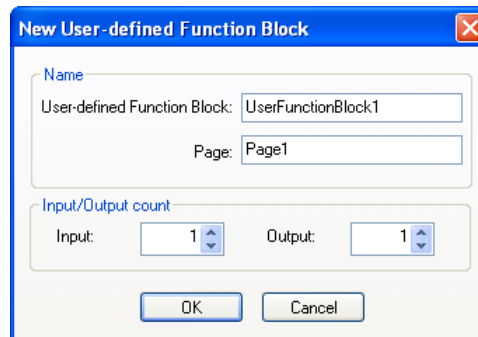 New User-defined Function Block
Name
User-defined Function Block: UserFunctionBlock1
Page: Page1
Input/Output count
Input: 1 Output: 1
OK Cancel